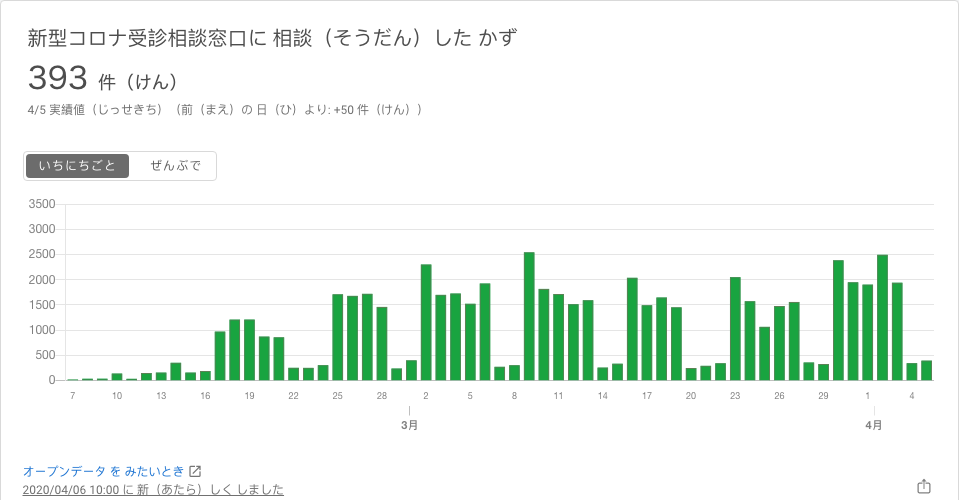 新型コロナ受診相談窓口に 相談（そうだん）した かず
393 件（けん）
4/5 実績値（じっせきち）（前（まえ）の 日（ひ）より: +50 件（けん））
いちにちごと ぜんぶで
3500
3000
2500
2000
1500
1000
500
0
7 10 13 16 19 22 25 28 2 5 8 11 14 17 20 23 26 29 1 4
3月 4月
オープンデータ を みたいとき
2020/04/06 10:00 に 新（あたら）しく しました